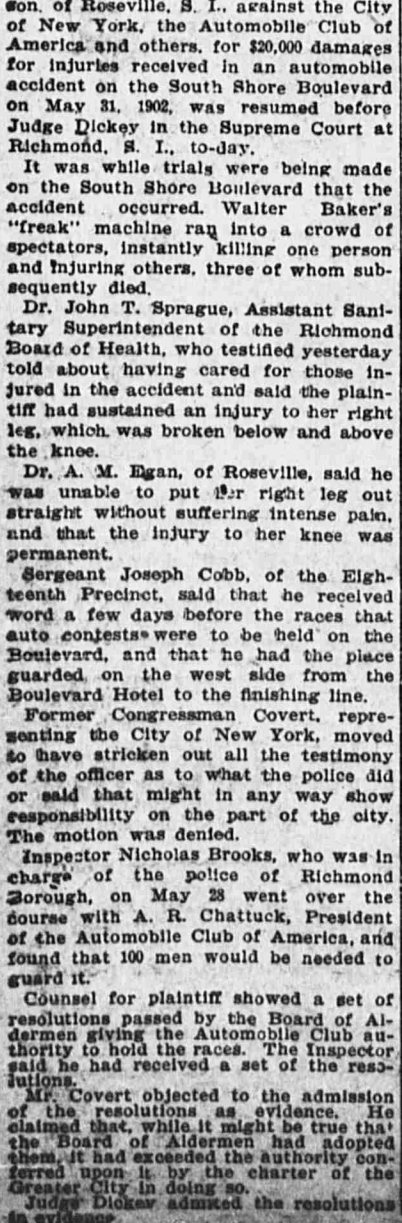 son, of Roseville, S. I., against the City
of New York, the Automobile Club of
America and others, for $20,000 damages
for injuries received in an automobile
accident on the South Shore Boulevard
on May 31, 1902, was resumed before
Judge Dickey in the Supreme Court at
Richmond, S. I., to-day.
It was while trials were being made
on the South Shore Boulevard that the
accident occurred. Walter Baker's
"freak" machine ran into a crowd of
spectators, instantly killing one person
and injuring others, three of whom sub-
sequently died.
Dr. John T. Sprague, Assistant Sani-
tary Superintendent of the Richmond
Board of Health, who testified yesterday
told about having cared for those in-
jured in the accident and said the plain-
tiff had sustained an injury to her right
leg, which was broken below and above
the knee.
Dr. A. M. Egan, of Roseville, said he
was unable to put her right leg out
straight without suffering intense pain,
and that the injury to her knee was
permanent.
Sergeant Joseph Cobb, of the Eigh-
teenth Precinct, said that he received
word a few days before the races that
auto contests were to be held on the
Boulevard, and that he had the place
guarded on the west side from the
Boulevard Hotel to the finishing line.
Former Congressman Covert, repre-
senting the City of New York, moved
to have stricken out all the testimony
of the officer as to what the police did
or said that might in any way show
responsibility on the part of the city.
The motion was denied.
Inspector Nicholas Brooks, who was in
charge of the police of Richmond
Borough, on May 28 went over the
course with A. R. Chattuck, President
of the Automobile Club of America, and
found that 100 men would be needed to
guard it.
Counsel for plaintiff showed a set of
resolutions passed by the Board of Al-
dermen giving the Automobile Club au-
thority to hold the races. The Inspector
said he had received a set of the reso-
lutions.
Mr. Covert objected to the admission
of the resolutions as evidence. He
claimed that, while it might be true that
the Board of Aldermen had adopted
them, it had exceeded the authority con-
ferred upon it by the charter of the
Greater City in doing so.
Judge Dickey admitted the resolutions
in evidence